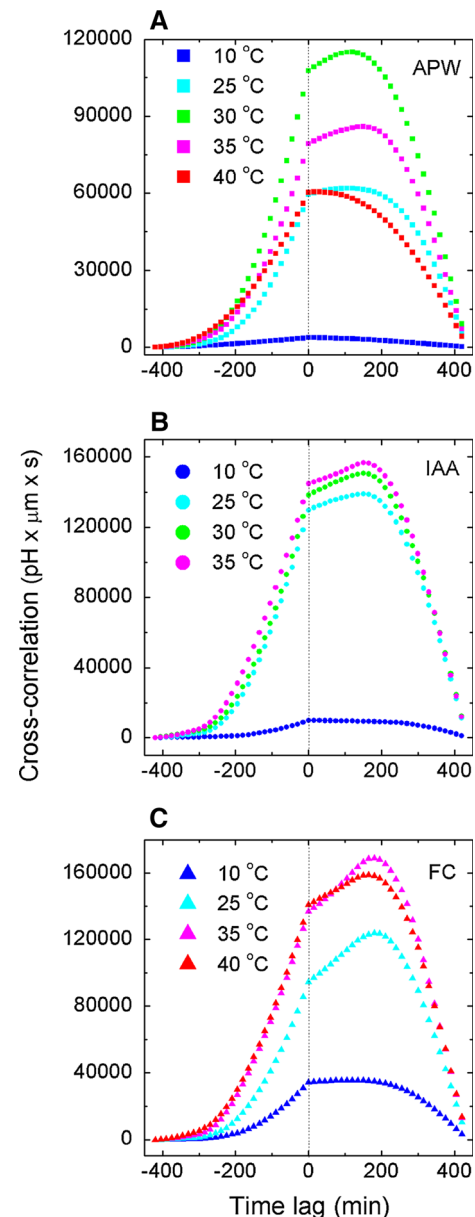 A
120000
10 °C
APW
25 °C
90000
30 °C
35 °C
60000
40 °C
30000
0
-400 -200 0 200 400
B
160000
IAA
10 °C
25 °C
120000
30 °C
35 °C
80000
40000
0
-400 -200 0 200 400
Cross-correlation (pH x μm x s)
C
160000
10 °C
FC
25 °C
120000
35 °C
40 °C
80000
40000
0
-400 -200 0 200 400
Time lag (min)